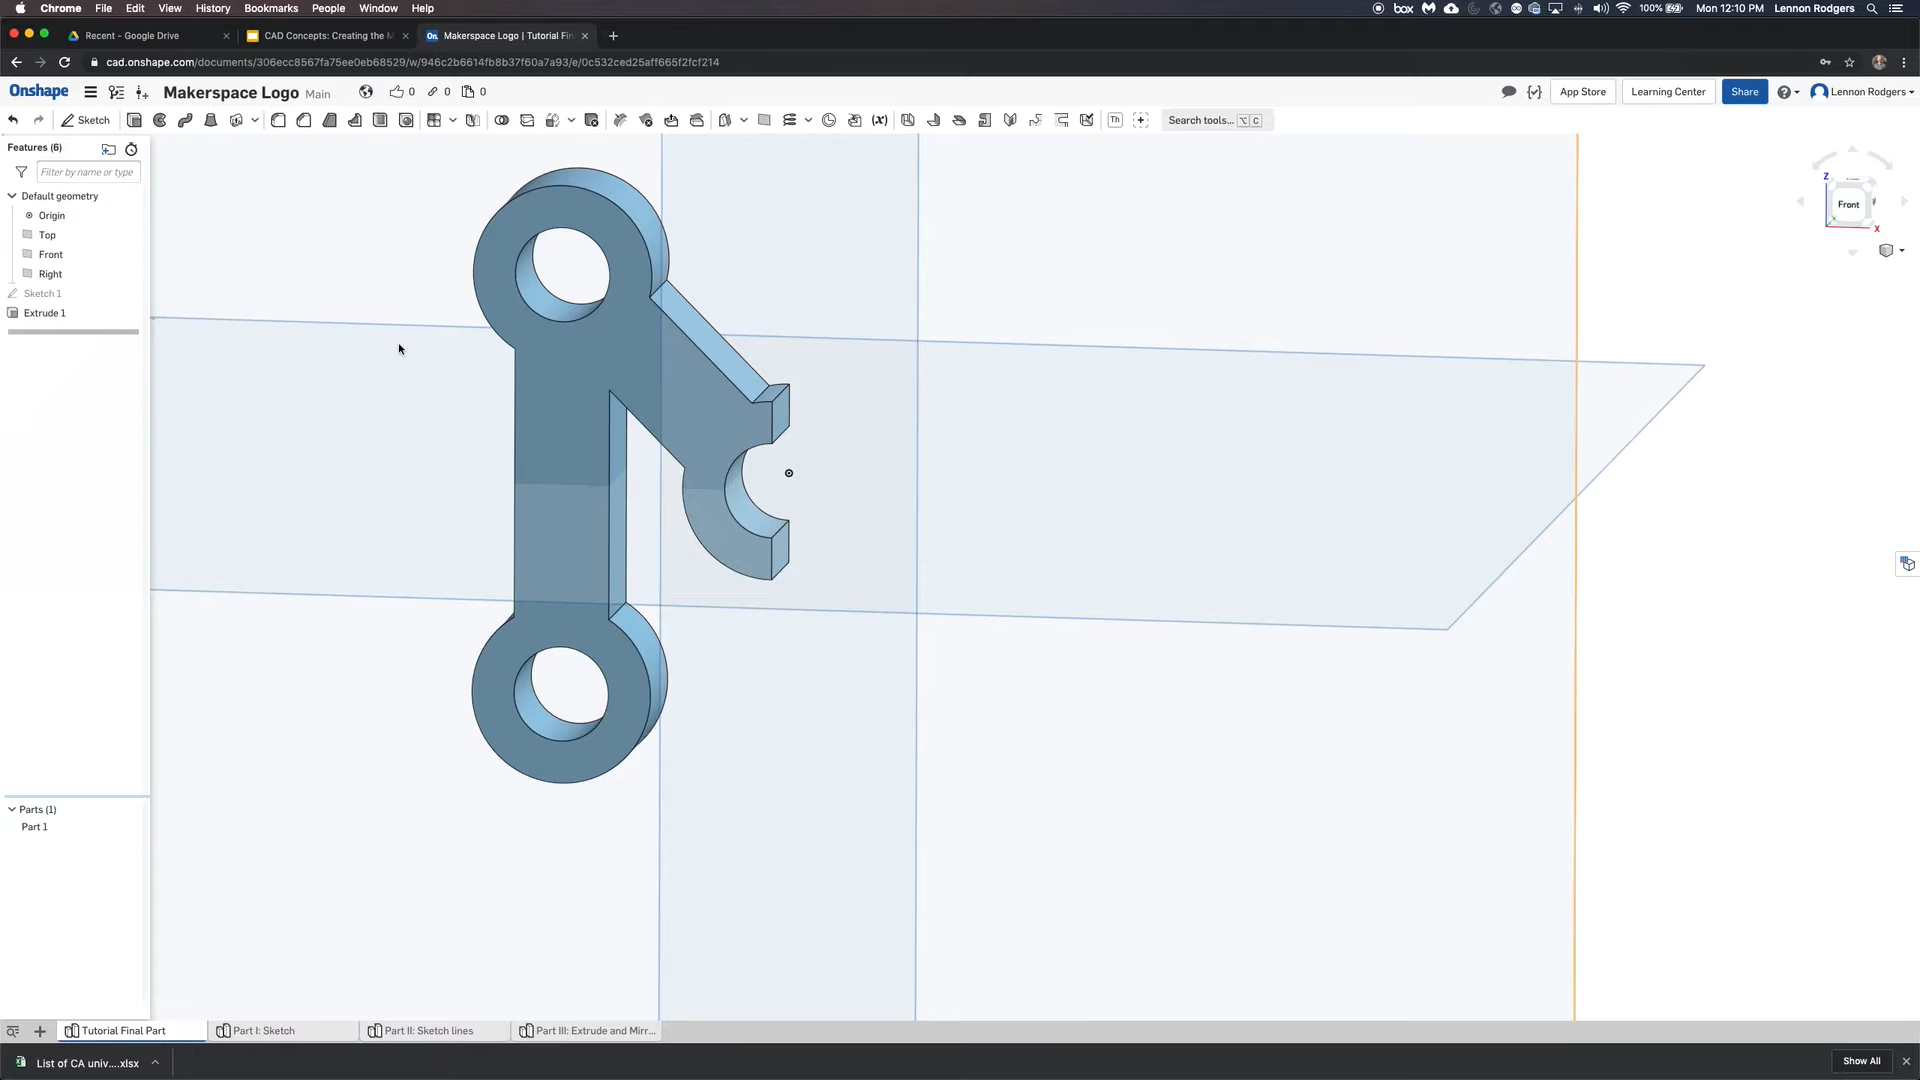 Chrome File Edit View History Bookmarks People Window Help
box 100% Mon 12:10 PM Lennon Rodgers
Recent - Google Drive
CAD Concepts: Creating the M
On Makerspace Logo | Tutorial Fin
cad.onshape.com/documents/306ecc8567fa75ee0eb68529/w/946c2b6614fb8b37f60a7a93/e/0c532ced25aff665f2fcf214
Onshape Makerspace Logo Main 0 0 0
App Store Learning Center Share Lennon Rodgers
Sketch
(x) Th
Search tools... ⌥ C
Features (6)
Filter by name or type
Default geometry
Origin
Top
Front
Right
Sketch 1
Extrude 1
Z
Front
X
Parts (1)
Part 1
Tutorial Final Part
Part I: Sketch
Part II: Sketch lines
Part III: Extrude and Mirr...
List of CA univ....xlsx
Show All